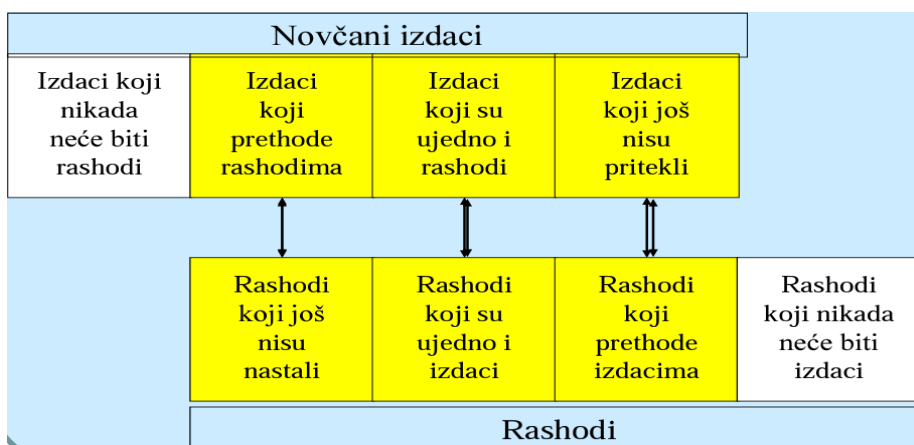 Novčani izdaci
Izdaci koji
nikada
neće biti
rashodi
Izdaci
koji
prethode
rashodima
Izdaci
koji su
ujedno i
rashodi
Izdaci
koji još
nisu
pritekli
Rashodi
koji još
nisu
nastali
Rashodi
koji su
ujedno i
izdaci
Rashodi
koji
prethode
izdacima
Rashodi
koji nikada
neće biti
izdaci
Rashodi